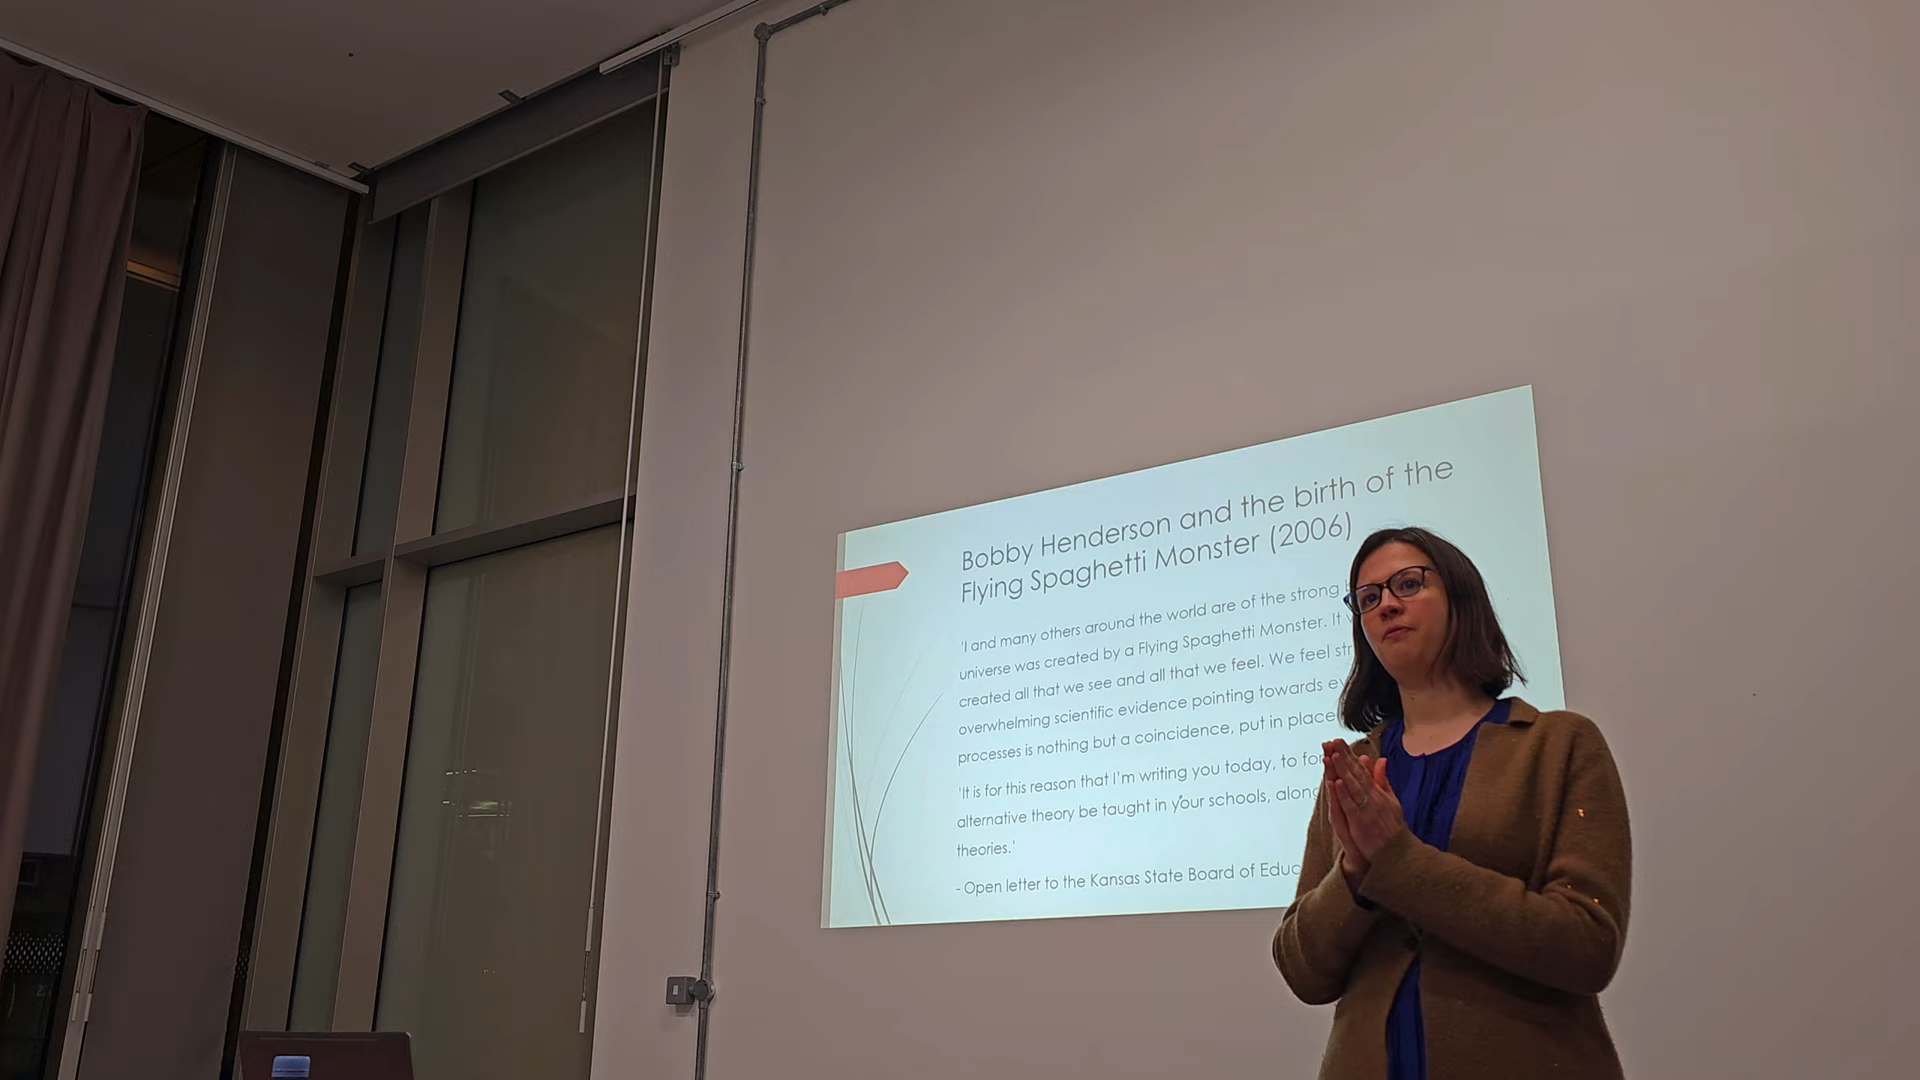 Bobby Henderson and the birth of the
Flying Spaghetti Monster (2006)
'I and many others around the world are of the strong
universe was created by a Flying Spaghetti Monster. It
created all that we see and all that we feel. We feel
overwhelming scientific evidence pointing towards
processes is nothing but a coincidence, put in place
'It is for this reason that I'm writing you today, to
alternative theory be taught in your schools,
theories.'
- Open letter to the Kansas State Board of